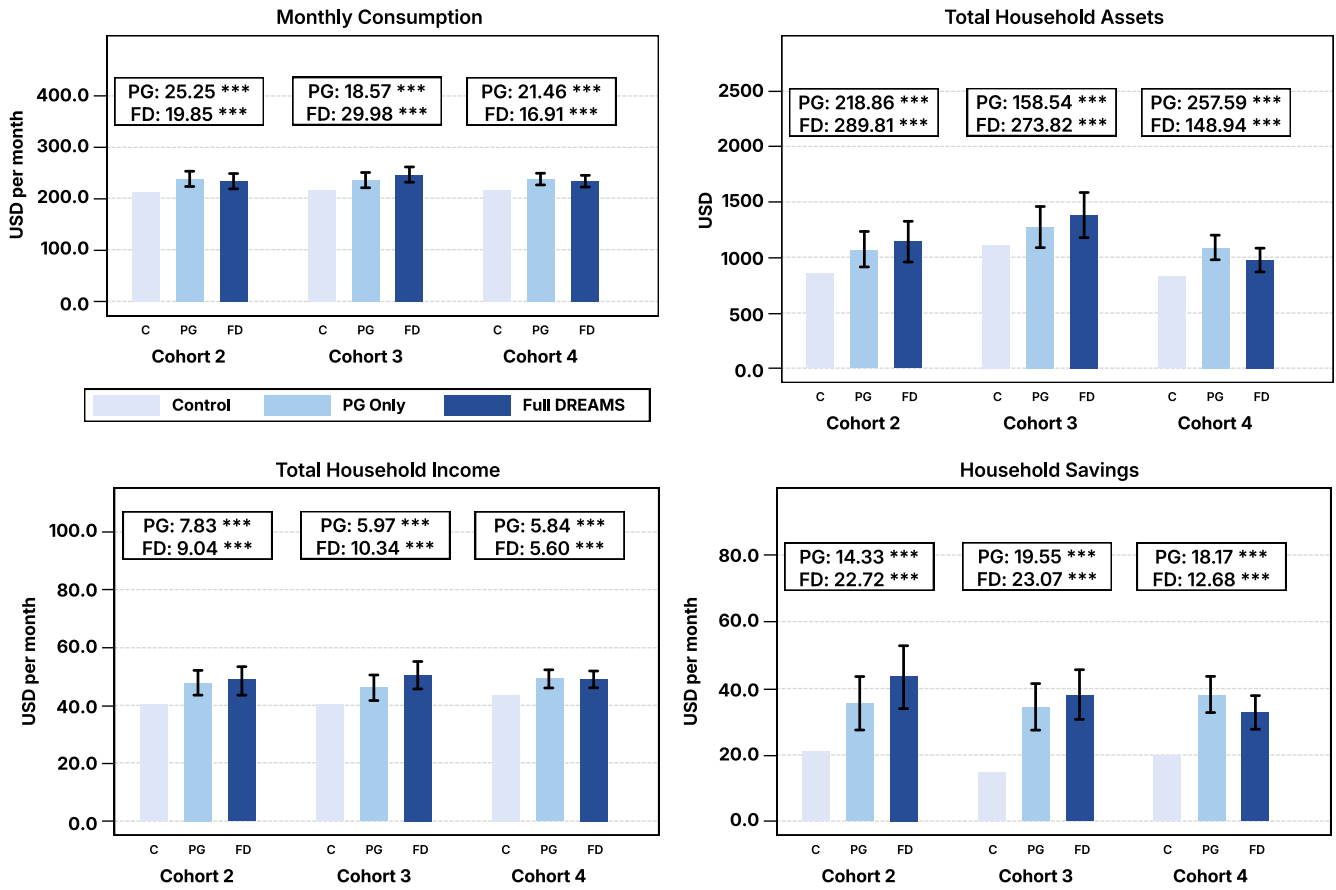 Monthly Consumption
USD per month
400.0
300.0
200.0
100.0
0.0
PG: 25.25 ***
FD: 19.85 ***
PG: 18.57 ***
FD: 29.98 ***
PG: 21.46 ***
FD: 16.91 ***
C PG FD C PG FD C PG FD
Cohort 2 Cohort 3 Cohort 4
Control PG Only Full DREAMS
Total Household Assets
USD
2500
2000
1500
1000
500
0.0
PG: 218.86 ***
FD: 289.81 ***
PG: 158.54 ***
FD: 273.82 ***
PG: 257.59 ***
FD: 148.94 ***
C PG FD C PG FD C PG FD
Cohort 2 Cohort 3 Cohort 4
Total Household Income
USD per month
100.0
80.0
60.0
40.0
20.0
0.0
PG: 7.83 ***
FD: 9.04 ***
PG: 5.97 ***
FD: 10.34 ***
PG: 5.84 ***
FD: 5.60 ***
C PG FD C PG FD C PG FD
Cohort 2 Cohort 3 Cohort 4
Household Savings
USD per month
80.0
60.0
40.0
20.0
0.0
PG: 14.33 ***
FD: 22.72 ***
PG: 19.55 ***
FD: 23.07 ***
PG: 18.17 ***
FD: 12.68 ***
C PG FD C PG FD C PG FD
Cohort 2 Cohort 3 Cohort 4